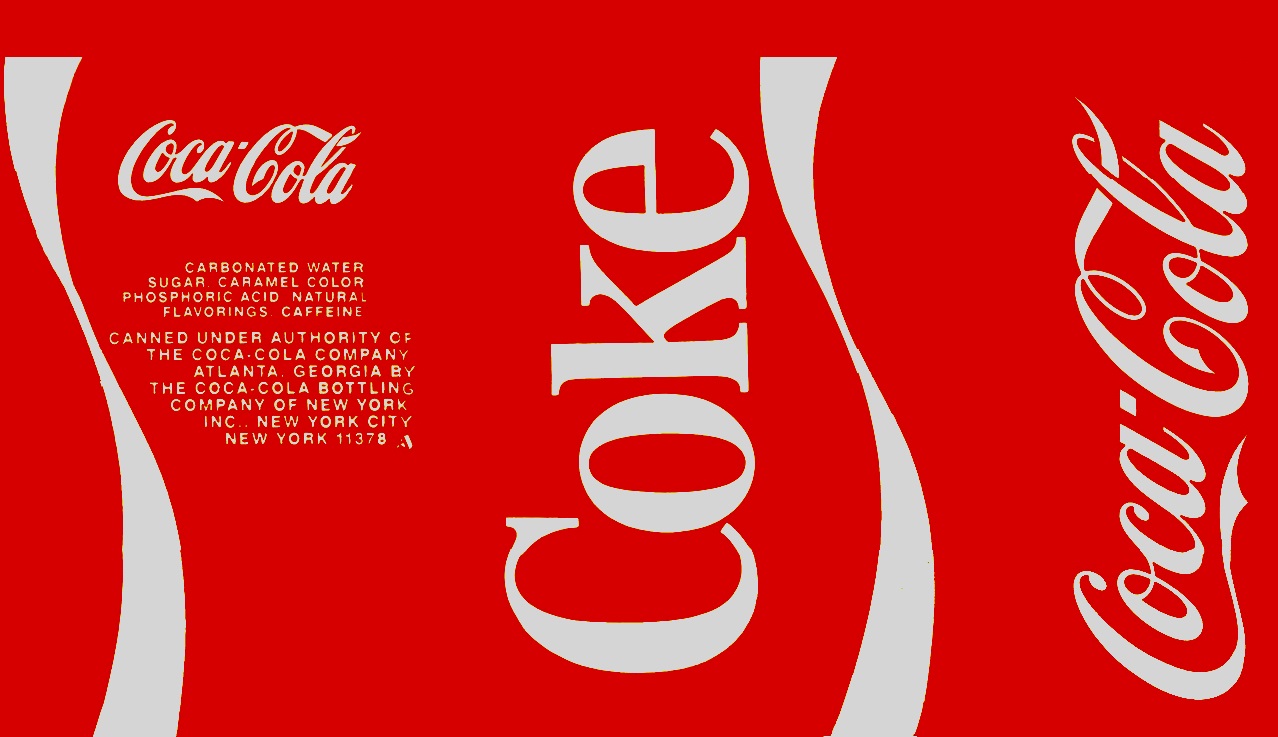 Coca-Cola
CARBONATED WATER
SUGAR, CARAMEL COLOR
PHOSPHORIC ACID, NATURAL
FLAVORINGS, CAFFEINE
CANNED UNDER AUTHORITY OF
THE COCA-COLA COMPANY
ATLANTA, GEORGIA BY
THE COCA-COLA BOTTLING
COMPANY OF NEW YORK
INC., NEW YORK CITY
NEW YORK 11378 A
Coke
Coca-Cola